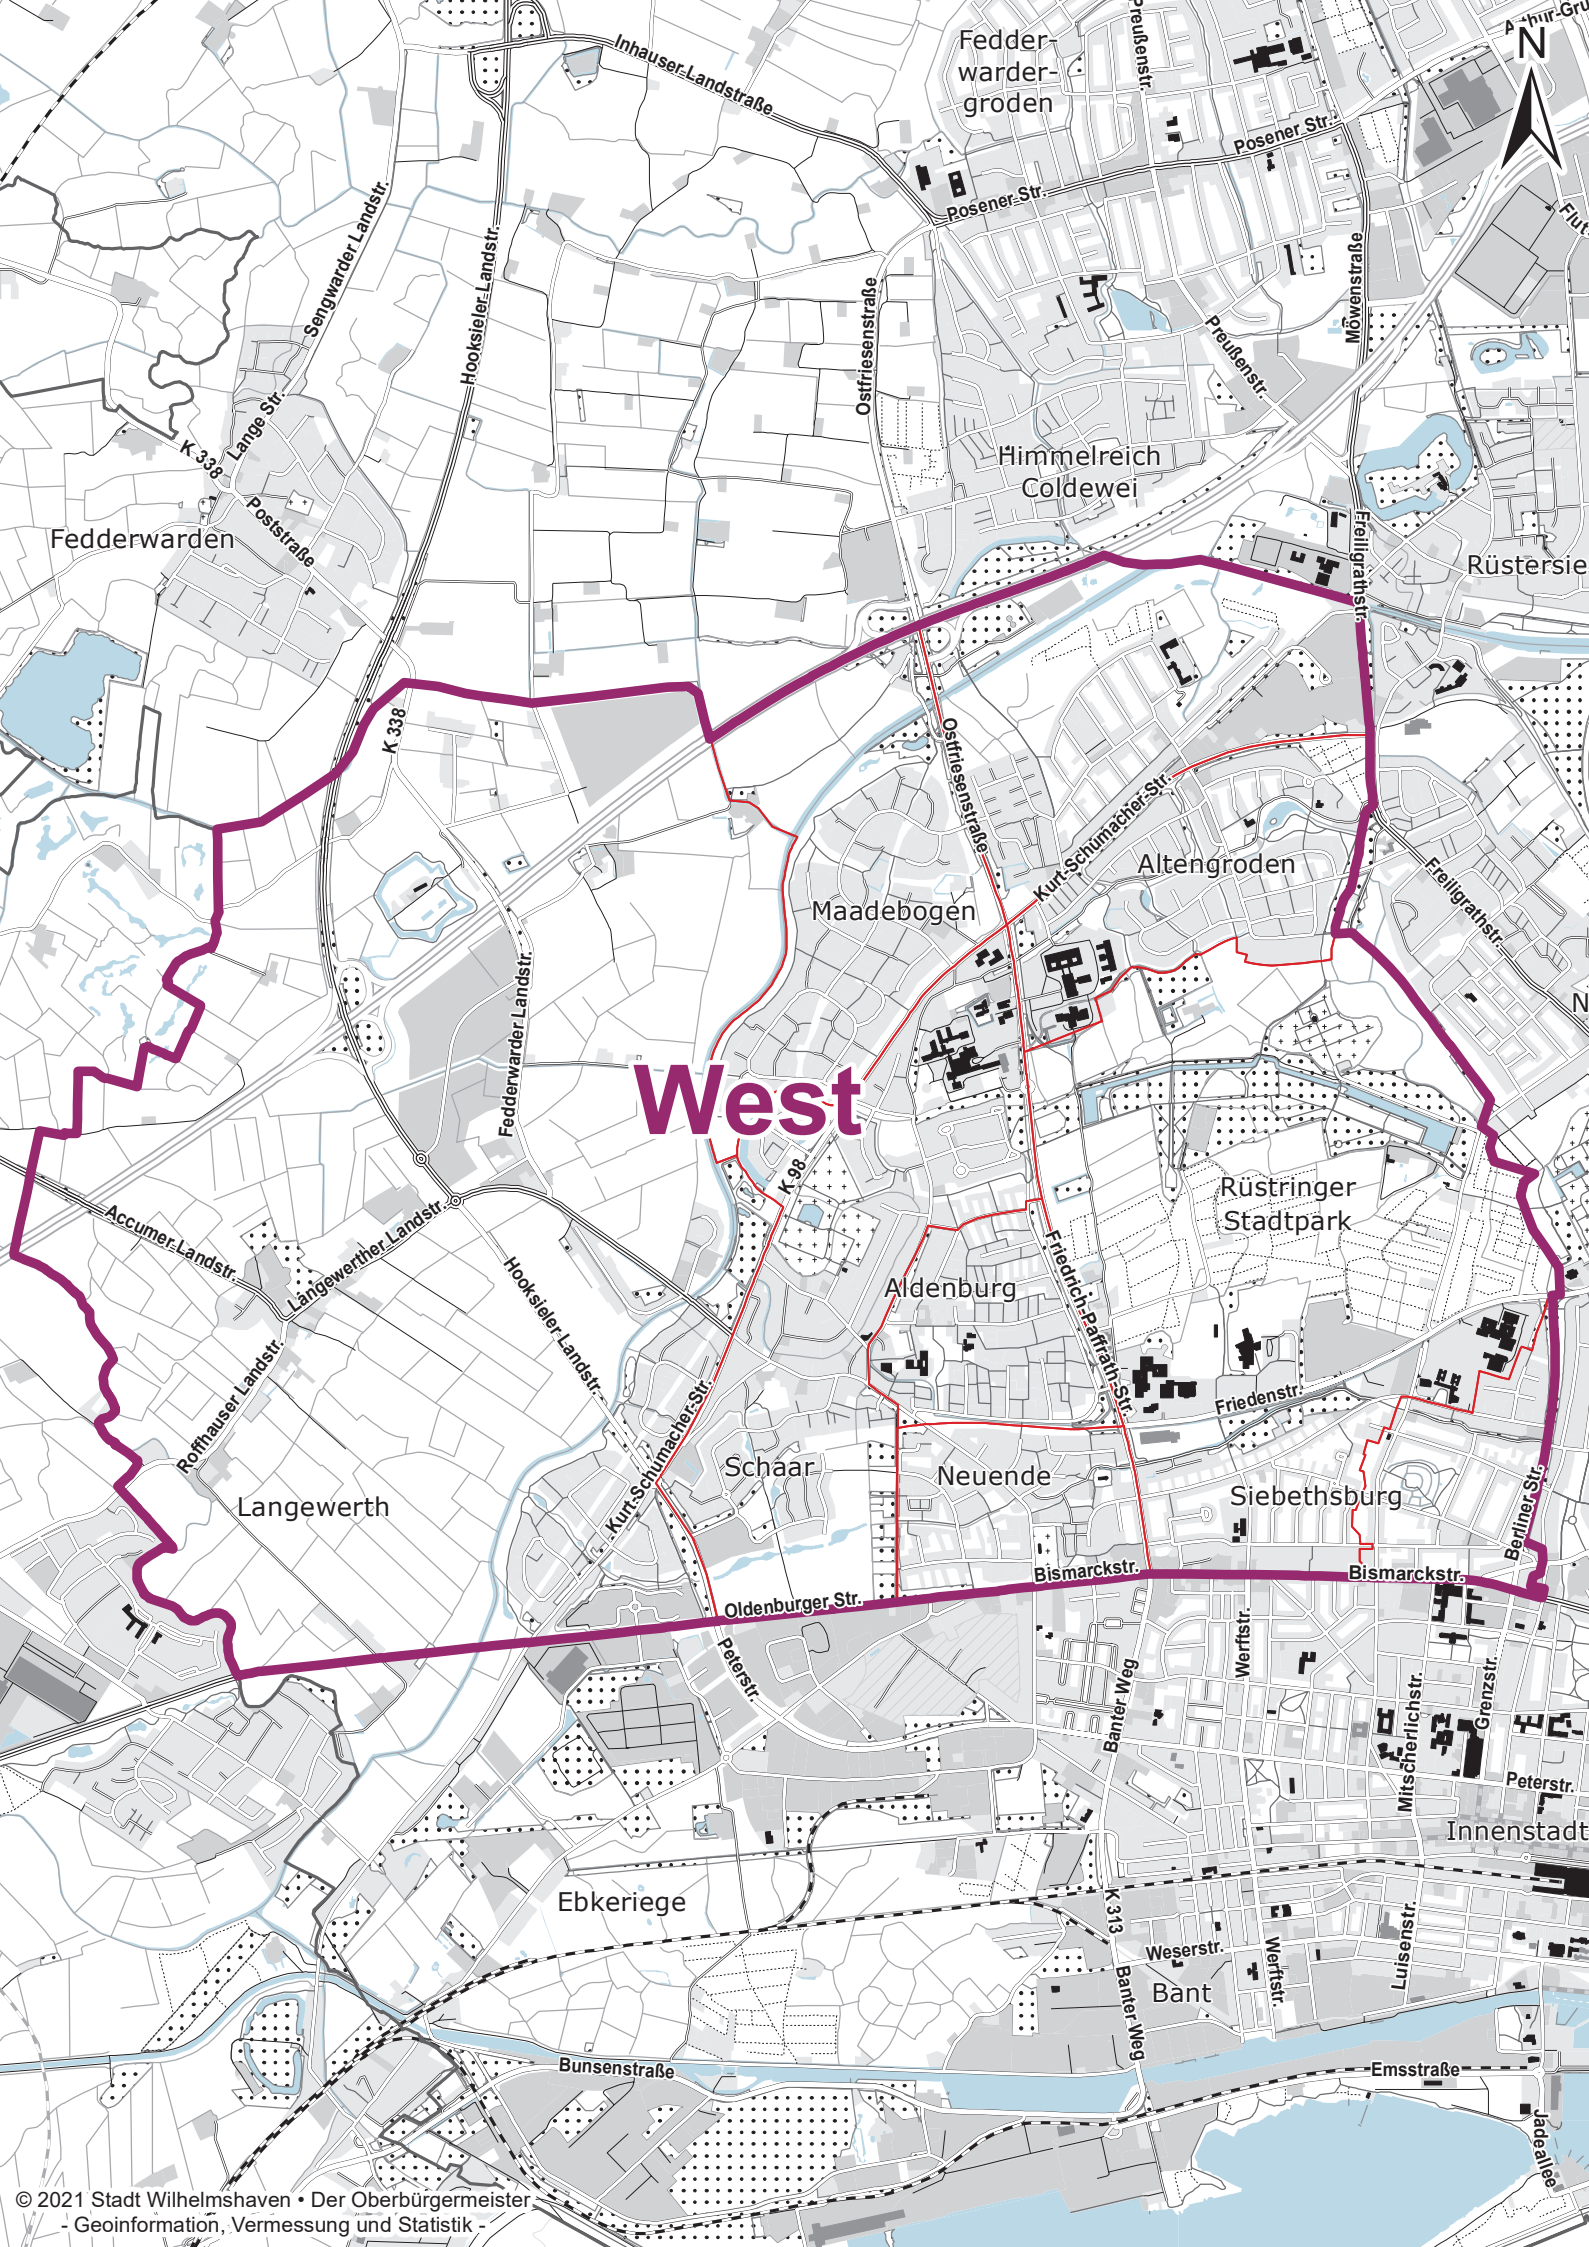 Arthur-Gru
N
Fedder-
warder-
groden
Preußenstr.
Inhauser Landstraße
Posener Str.
Posener Str.
Flut
Sengwarder Landstr.
Hooksieler Landstr.
Ostfriesenstraße
Möwenstraße
Preußenstr.
Lange Str.
K 338
Himmelreich
Coldewei
Poststraße
Fedderwarden
Freiligrathstr.
Rüstersie
K 338
Ostfriesenstraße
Kurt-Schumacher-Str.
Altengroden
Freiligrathstr.
Maadebogen
Fedderwarder Landstr.
N
West
K 98
Rüstringer
Stadtpark
Accumer Landstr.
Langewerther Landstr.
Hooksieler Landstr.
Friedrich-Paffrath-Str.
Aldenburg
Roffhauser Landstr.
Friedenstr.
Kurt-Schumacher-Str.
Schaar
Neuende
Siebethsburg
Langewerth
Berliner Str.
Bismarckstr.
Bismarckstr.
Oldenburger Str.
Peterstr.
Werftstr.
Banter Weg
Mitscherlichstr.
Grenzstr.
Peterstr.
Innenstadt
Ebkeriege
K 313
Weserstr.
Werftstr.
Luisenstr.
Bant
Banter Weg
Bunsenstraße
Emsstraße
Jadeallee
© 2021 Stadt Wilhelmshaven • Der Oberbürgermeister
- Geoinformation, Vermessung und Statistik -